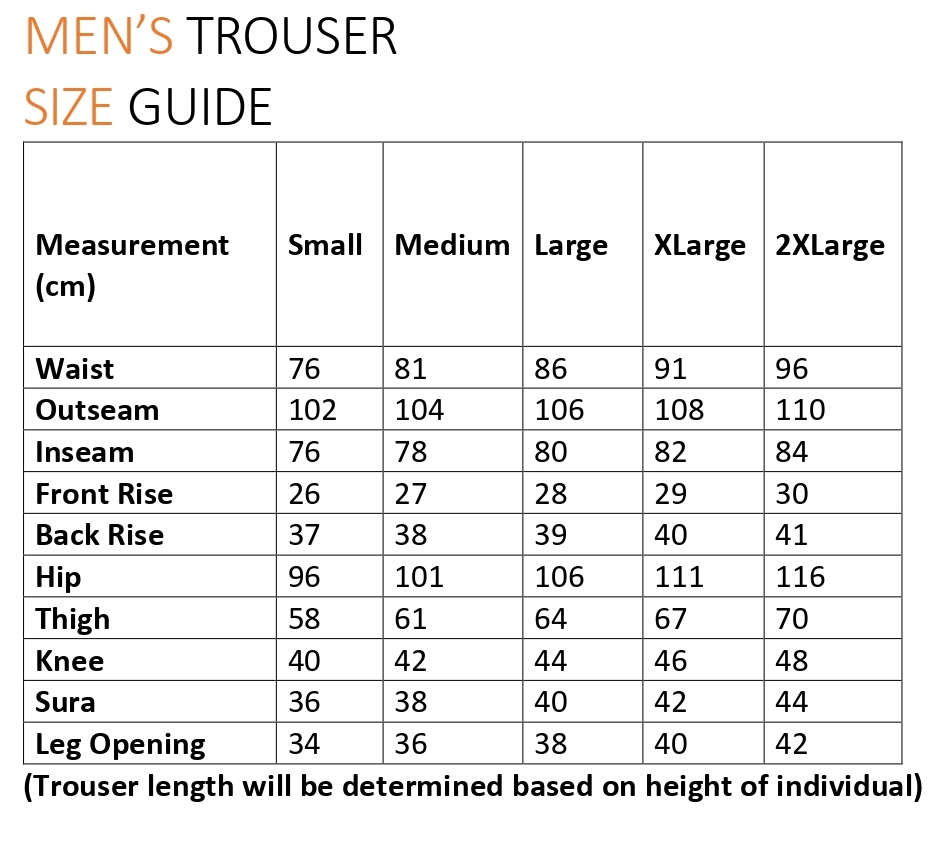 MEN’S TROUSER
SIZE GUIDE
Measurement (cm) Small Medium Large XLarge 2XLarge
Waist 76 81 86 91 96
Outseam 102 104 106 108 110
Inseam 76 78 80 82 84
Front Rise 26 27 28 29 30
Back Rise 37 38 39 40 41
Hip 96 101 106 111 116
Thigh 58 61 64 67 70
Knee 40 42 44 46 48
Sura 36 38 40 42 44
Leg Opening 34 36 38 40 42
(Trouser length will be determined based on height of individual)